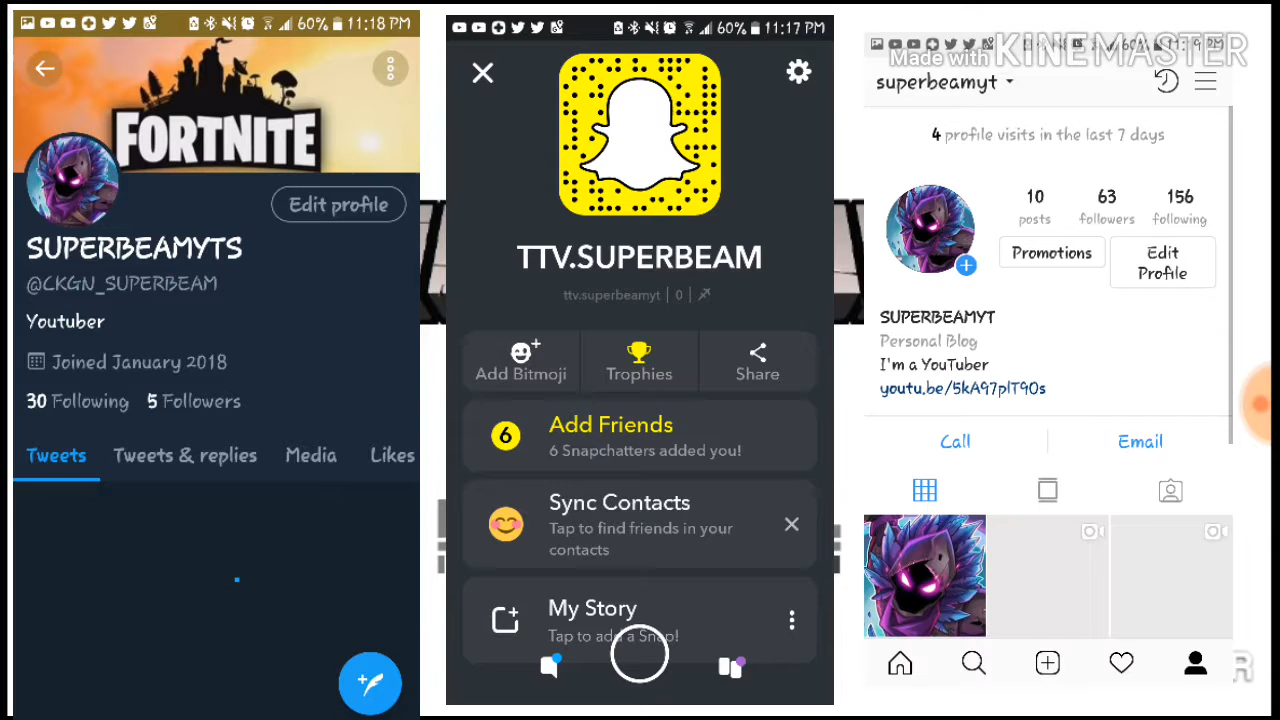 60% 11:18 PM
FORTNITE
Edit profile
SUPERBEAMYTS
@CKGN_SUPERBEAM
Youtuber
Joined January 2018
30 Following 5 Followers
Tweets Tweets & replies Media Likes
60% 11:17 PM
TTV.SUPERBEAM
ttv.superbeamyt | 0 |
Add Bitmoji Trophies Share
6 Add Friends
6 Snapchatters added you!
Sync Contacts
Tap to find friends in your
contacts
My Story
Tap to add a Snap!
Made with KINEMASTER
superbeamyt
4 profile visits in the last 7 days
10 63 156
posts followers following
Promotions Edit
Profile
SUPERBEAMYT
Personal Blog
I'm a YouTuber
youtu.be/5kA97plT90s
Call Email